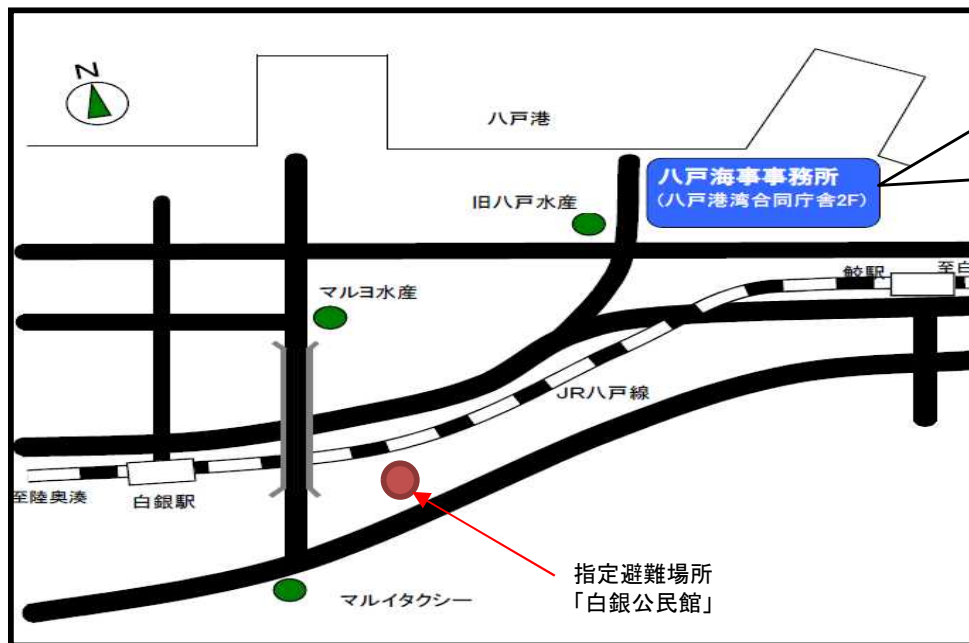 N
八戸港
八戸海事事務所
(八戸港湾合同庁舎2F)
旧八戸水産
鮫駅
至白
マルヨ水産
JR八戸線
至陸奥湊
白銀駅
指定避難場所
「白銀公民館」
マルイタクシー